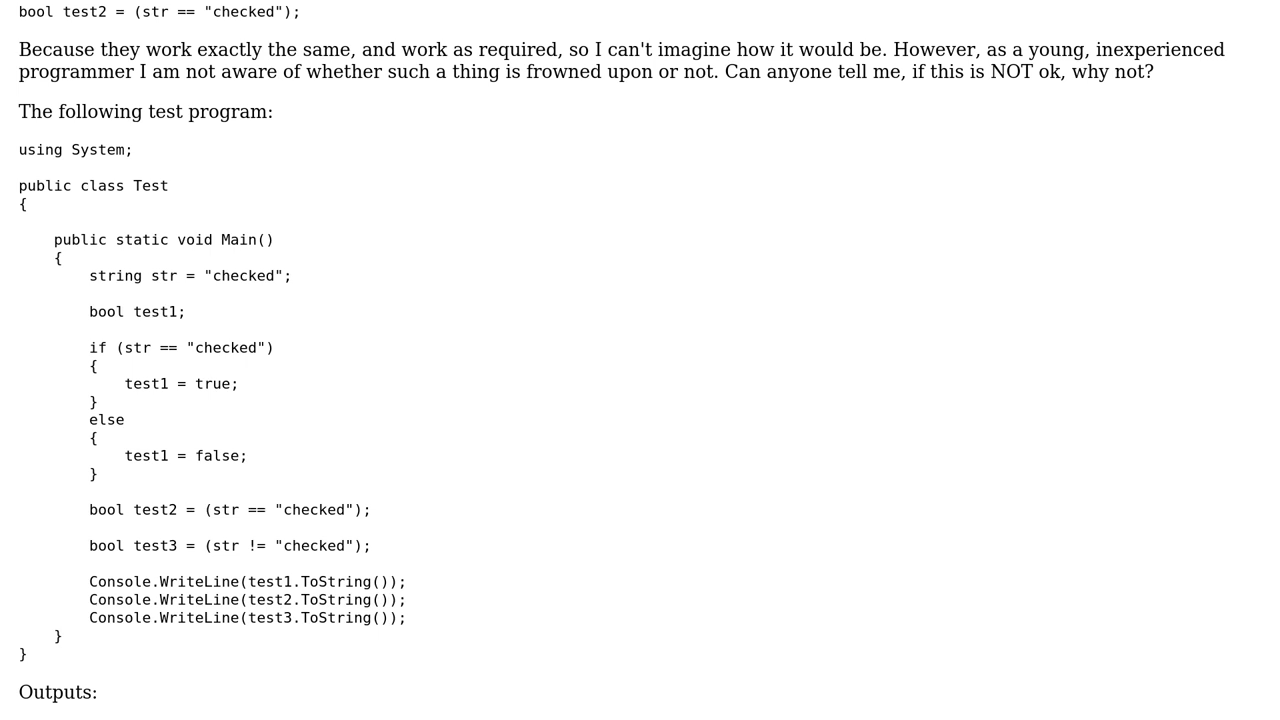 bool test2 = (str == "checked");
Because they work exactly the same, and work as required, so I can't imagine how it would be. However, as a young, inexperienced
programmer I am not aware of whether such a thing is frowned upon or not. Can anyone tell me, if this is NOT ok, why not?
The following test program:
using System;
public class Test
{
    public static void Main()
    {
        string str = "checked";
        bool test1;
        if (str == "checked")
        {
            test1 = true;
        }
        else
        {
            test1 = false;
        }
        bool test2 = (str == "checked");
        bool test3 = (str != "checked");
        Console.WriteLine(test1.ToString());
        Console.WriteLine(test2.ToString());
        Console.WriteLine(test3.ToString());
    }
}
Outputs: